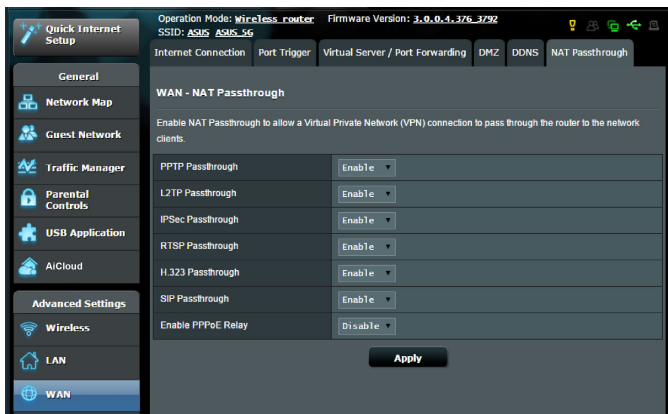 Quick Internet
Setup
Operation Mode: Wireless router Firmware Version: 3.0.0.4.376_3792
SSID: ASUS ASUS_5G
Internet Connection Port Trigger Virtual Server / Port Forwarding DMZ DDNS NAT Passthrough
General
Network Map
Guest Network
Traffic Manager
Parental
Controls
USB Application
AiCloud
Advanced Settings
Wireless
LAN
WAN
WAN - NAT Passthrough
Enable NAT Passthrough to allow a Virtual Private Network (VPN) connection to pass through the router to the network
clients.
PPTP Passthrough Enable
L2TP Passthrough Enable
IPSec Passthrough Enable
RTSP Passthrough Enable
H.323 Passthrough Enable
SIP Passthrough Enable
Enable PPPoE Relay Disable
Apply